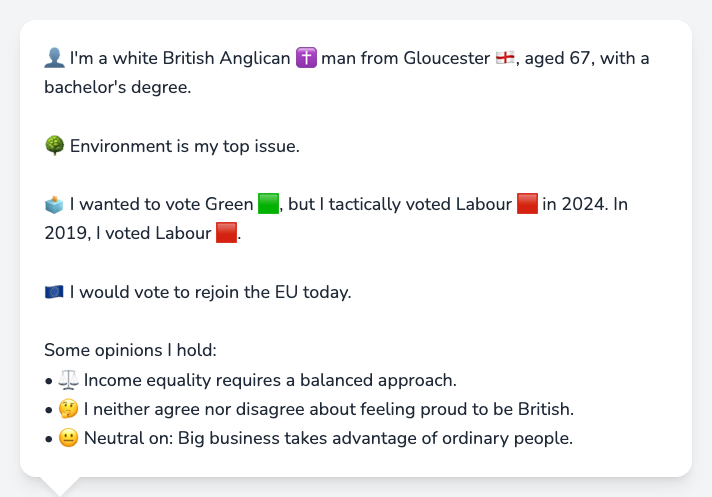 👤 I'm a white British Anglican ✝️ man from Gloucester 🏴󠁧󠁢󠁥󠁮󠁧󠁿, aged 67, with a
bachelor's degree.
🌳 Environment is my top issue.
🗳️ I wanted to vote Green 🟩, but I tactically voted Labour 🟥 in 2024. In
2019, I voted Labour 🟥.
🇪🇺 I would vote to rejoin the EU today.
Some opinions I hold:
• ⚖️ Income equality requires a balanced approach.
• 🤔 I neither agree nor disagree about feeling proud to be British.
• 😐 Neutral on: Big business takes advantage of ordinary people.